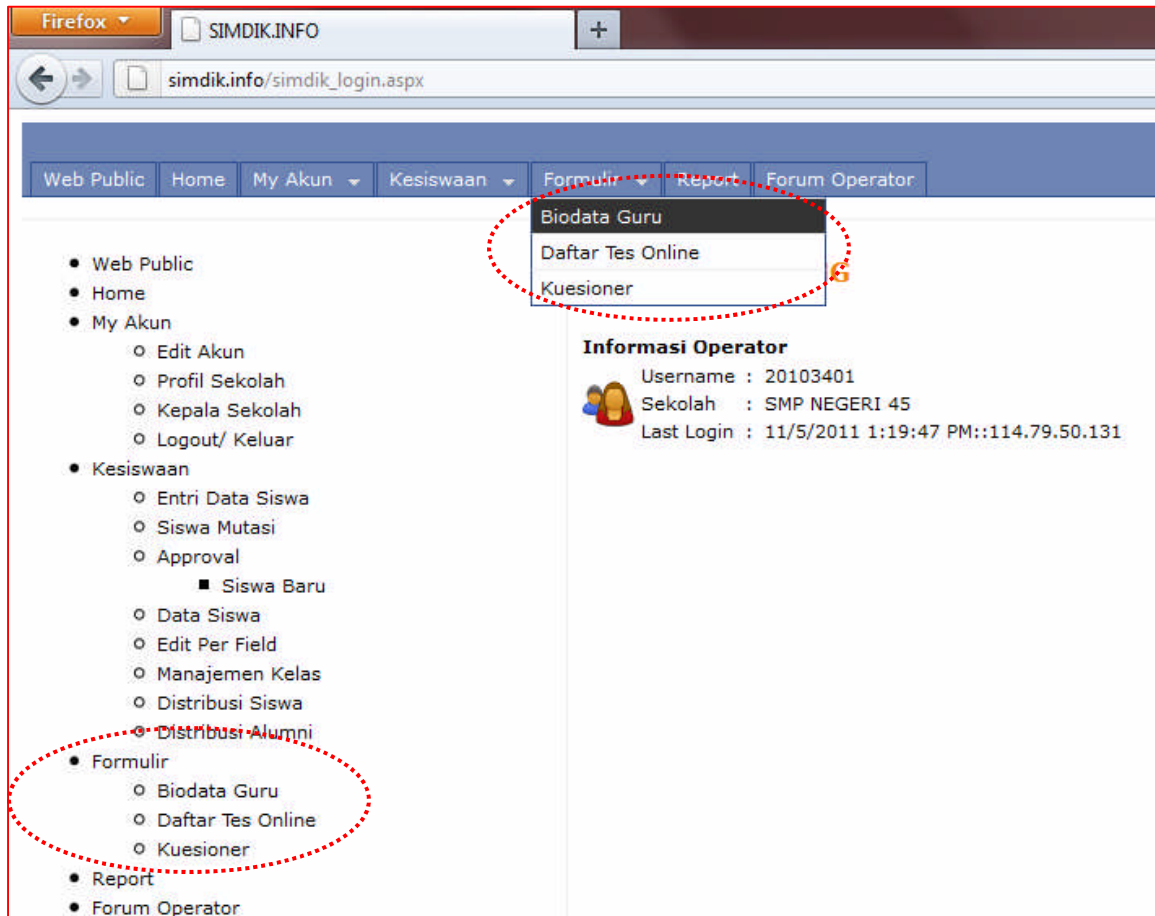 Firefox
SIMDIK.INFO
simdik.info/simdik_login.aspx
Web Public Home My Akun Kesiswaan Formulir Report Forum Operator
Biodata Guru
Daftar Tes Online
Kuesioner
G
Web Public
Home
My Akun
Edit Akun
Profil Sekolah
Kepala Sekolah
Logout/ Keluar
Kesiswaan
Entri Data Siswa
Siswa Mutasi
Approval
Siswa Baru
Data Siswa
Edit Per Field
Manajemen Kelas
Distribusi Siswa
Distribusi Alumni
Formulir
Biodata Guru
Daftar Tes Online
Kuesioner
Report
Forum Operator
Informasi Operator
Username : 20103401
Sekolah : SMP NEGERI 45
Last Login : 11/5/2011 1:19:47 PM::114.79.50.131